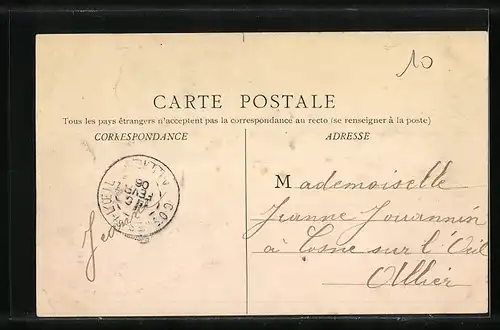 10
CARTE POSTALE
Tous les pays étrangers n'acceptent pas la correspondance au recto (se renseigner à la poste)
CORRESPONDANCE
ADRESSE
Mademoiselle
Jeanne Jouannin
à Cosne sur l'Oeil
Allier